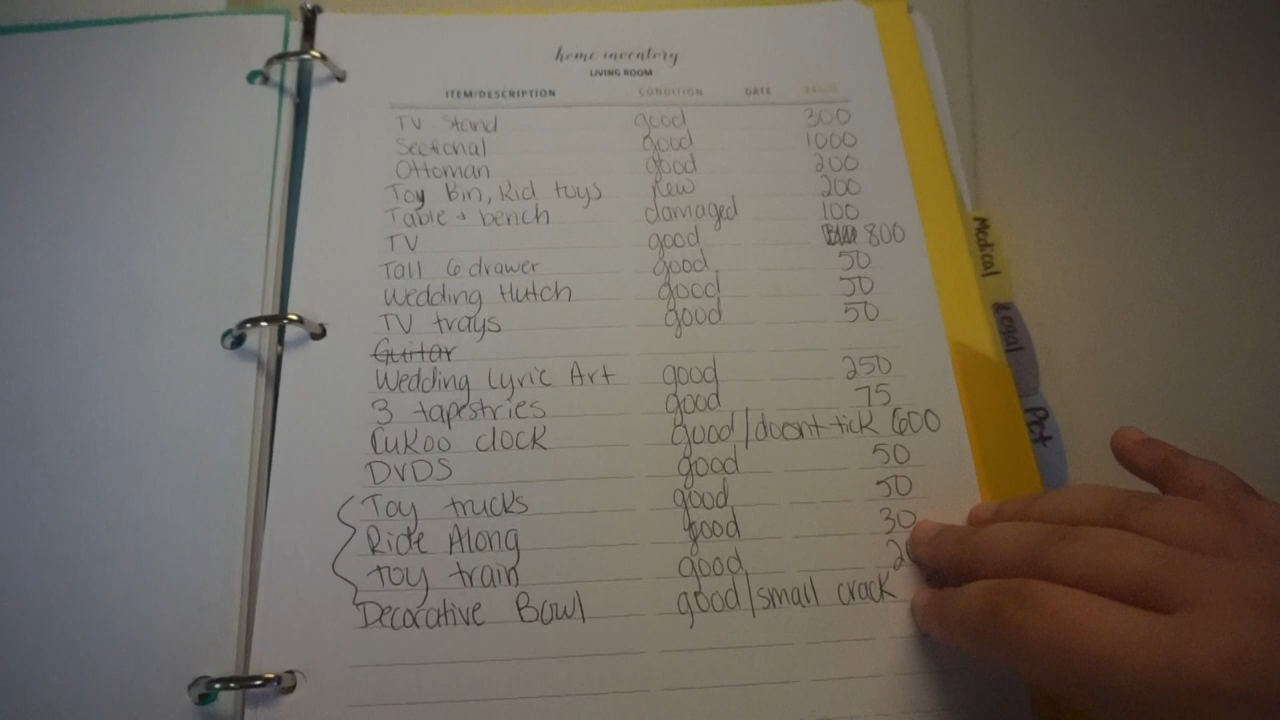 home inventory
LIVING ROOM
ITEM/DESCRIPTION CONDITION DATE VALUE
TV Stand good 300
Sectional good 1000
Ottoman good 200
Toy Bin, Kid toys new 200
Table + bench damaged 100
TV good 800
Tall 6 drawer good 50
Wedding Hutch good 50
TV trays good 50
Guitar
Wedding Lyric Art good 250
3 tapestries good 75
Cukoo clock good/doesnt tick 600
DVDS good 50
Toy trucks good 50
Ride Along good 30
Toy train good
Decorative Bowl good/small crack
Medical
Legal
Pet